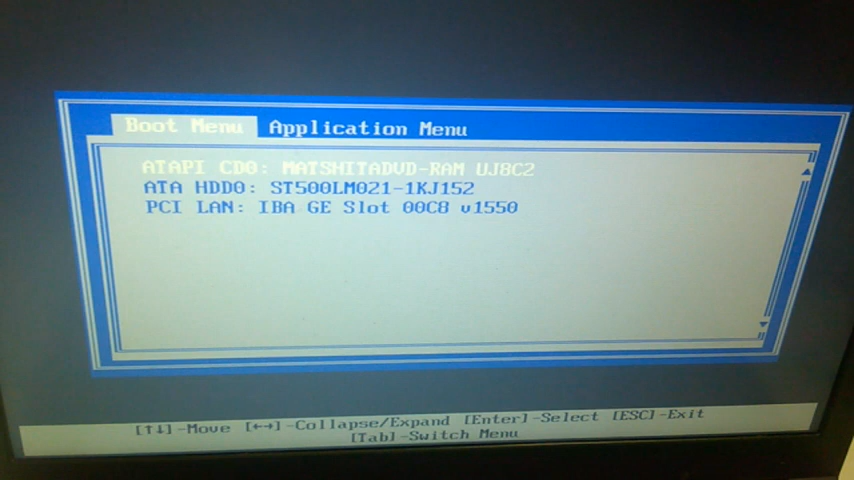 Boot Menu Application Menu
ATAPI CD0: MATSHITADVD-RAM UJ8C2
ATA HDD0: ST500LM021-1KJ152
PCI LAN: IBA GE Slot 00C8 v1550
[↑↓]-Move [←→]-Collapse/Expand [Enter]-Select [ESC]-Exit
[Tab]-Switch Menu